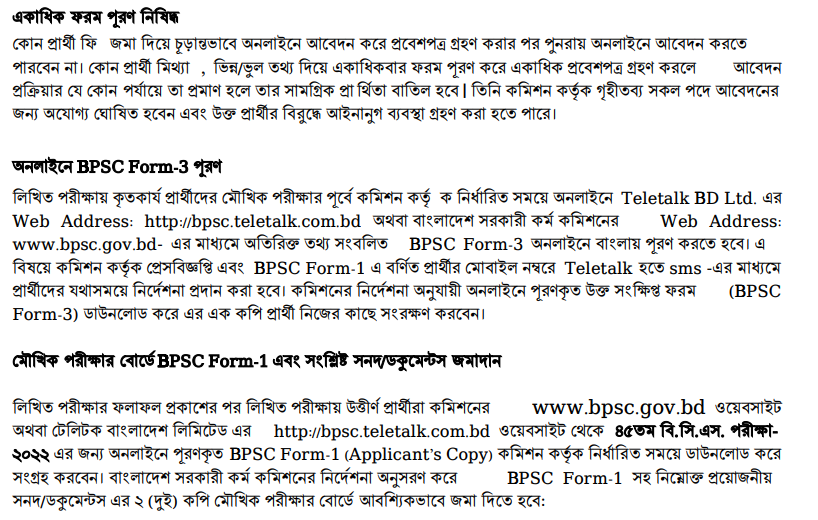 একাধিক ফরম পূরণ নিষিদ্ধ
কোন প্রার্থী ফি জমা দিয়ে চূড়ান্তভাবে অনলাইনে আবেদন করে প্রবেশপত্র গ্রহণ করার পর পুনরায় অনলাইনে আবেদন করতে
পারবেন না। কোন প্রার্থী মিথ্যা , ভিন্ন/ভুল তথ্য দিয়ে একাধিকবার ফরম পূরণ করে একাধিক প্রবেশপত্র গ্রহণ করলে আবেদন
প্রক্রিয়ার যে কোন পর্যায়ে তা প্রমাণ হলে তার সামগ্রিক প্রা র্থিতা বাতিল হবে| তিনি কমিশন কর্তৃক গৃহীতব্য সকল পদে আবেদনের
জন্য অযোগ্য ঘোষিত হবেন এবং উক্ত প্রার্থীর বিরুদ্ধে আইনানুগ ব্যবস্থা গ্রহণ করা হতে পারে।
অনলাইনে BPSC Form-3 পূরণ
লিখিত পরীক্ষায় কৃতকার্য প্রার্থীদের মৌখিক পরীক্ষার পূর্বে কমিশন কর্তৃ ক নির্ধারিত সময়ে অনলাইনে Teletalk BD Ltd. এর
Web Address: http://bpsc.teletalk.com.bd অথবা বাংলাদেশ সরকারী কর্ম কমিশনের Web Address:
www.bpsc.gov.bd- এর মাধ্যমে অতিরিক্ত তথ্য সংবলিত BPSC Form-3 অনলাইনে বাংলায় পূরণ করতে হবে। এ
বিষয়ে কমিশন কর্তৃক প্রেসবিজ্ঞপ্তি এবং BPSC Form-1 এ বর্ণিত প্রার্থীর মোবাইল নম্বরে Teletalk হতে sms -এর মাধ্যমে
প্রার্থীদের যথাসময়ে নির্দেশনা প্রদান করা হবে। কমিশনের নির্দেশনা অনুযায়ী অনলাইনে পূরণকৃত উক্ত সংক্ষিপ্ত ফরম (BPSC
Form-3) ডাউনলোড করে এর এক কপি প্রার্থী নিজের কাছে সংরক্ষণ করবেন।
মৌখিক পরীক্ষার বোর্ডে BPSC Form-1 এবং সংশ্লিষ্ট সনদ/ডকুমেন্টস জমাদান
লিখিত পরীক্ষার ফলাফল প্রকাশের পর লিখিত পরীক্ষায় উত্তীর্ণ প্রার্থীরা কমিশনের www.bpsc.gov.bd ওয়েবসাইট
অথবা টেলিটক বাংলাদেশ লিমিটেড এর http://bpsc.teletalk.com.bd ওয়েবসাইট থেকে ৪৫তম বি.সি.এস. পরীক্ষা-
২০২২ এর জন্য অনলাইনে পূরণকৃত BPSC Form-1 (Applicant's Copy) কমিশন কর্তৃক নির্ধারিত সময়ে ডাউনলোড করে
সংগ্রহ করবেন। বাংলাদেশ সরকারী কর্ম কমিশনের নির্দেশনা অনুসরণ করে BPSC Form-1 সহ নিম্নোক্ত প্রয়োজনীয়
সনদ/ডকুমেন্টস এর ২ (দুই) কপি মৌখিক পরীক্ষার বোর্ডে আবশ্যিকভাবে জমা দিতে হবে: